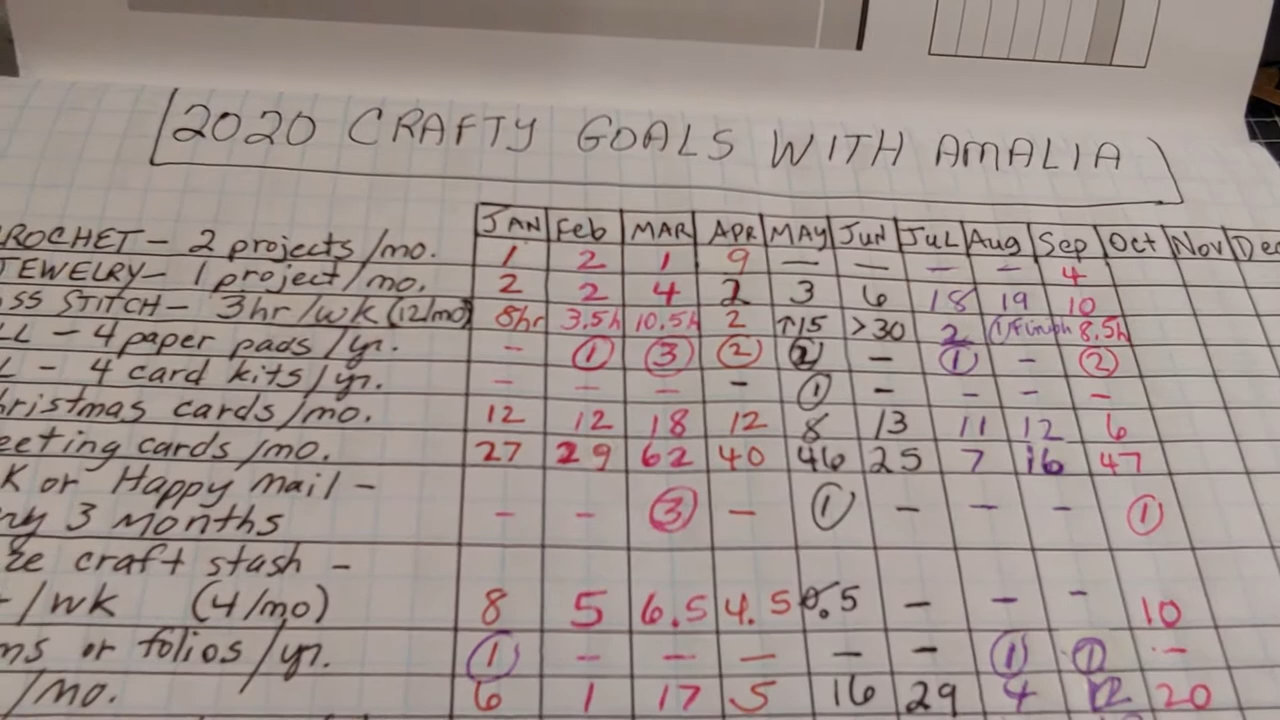 2020 CRAFTY GOALS WITH AMALIA
JAN Feb MAR APR MAY Jun Jul Aug Sep Oct Nov Dec
ROCHET - 2 projects/mo. 1 2 1 9 — — — — 4
JEWELRY - 1 project/mo. 2 2 4 2 3 6 18 19 10
SS STITCH - 3hr/wk (12/mo) 8hr 3.5h 10.5h 2 ↑15 >30 2 1 Finish 8.5h
LL - 4 paper pads/yr. - 1 3 2 2 - 1 - 2
L - 4 card kits/yr. - - - - 1 - - - -
hristmas cards/mo. 12 12 18 12 8 13 11 12 6
eeting cards/mo. 27 29 62 40 46 25 7 16 47
K or Happy mail -
ry 3 months - - 3 - 1 - - - 1
ze craft stash -
/wk (4/mo) 8 5 6.5 4.5 .5 - - - 10
ms or folios/yr. 1 - - - - - 1 1 -
/mo. 6 1 17 5 16 29 4 12 20